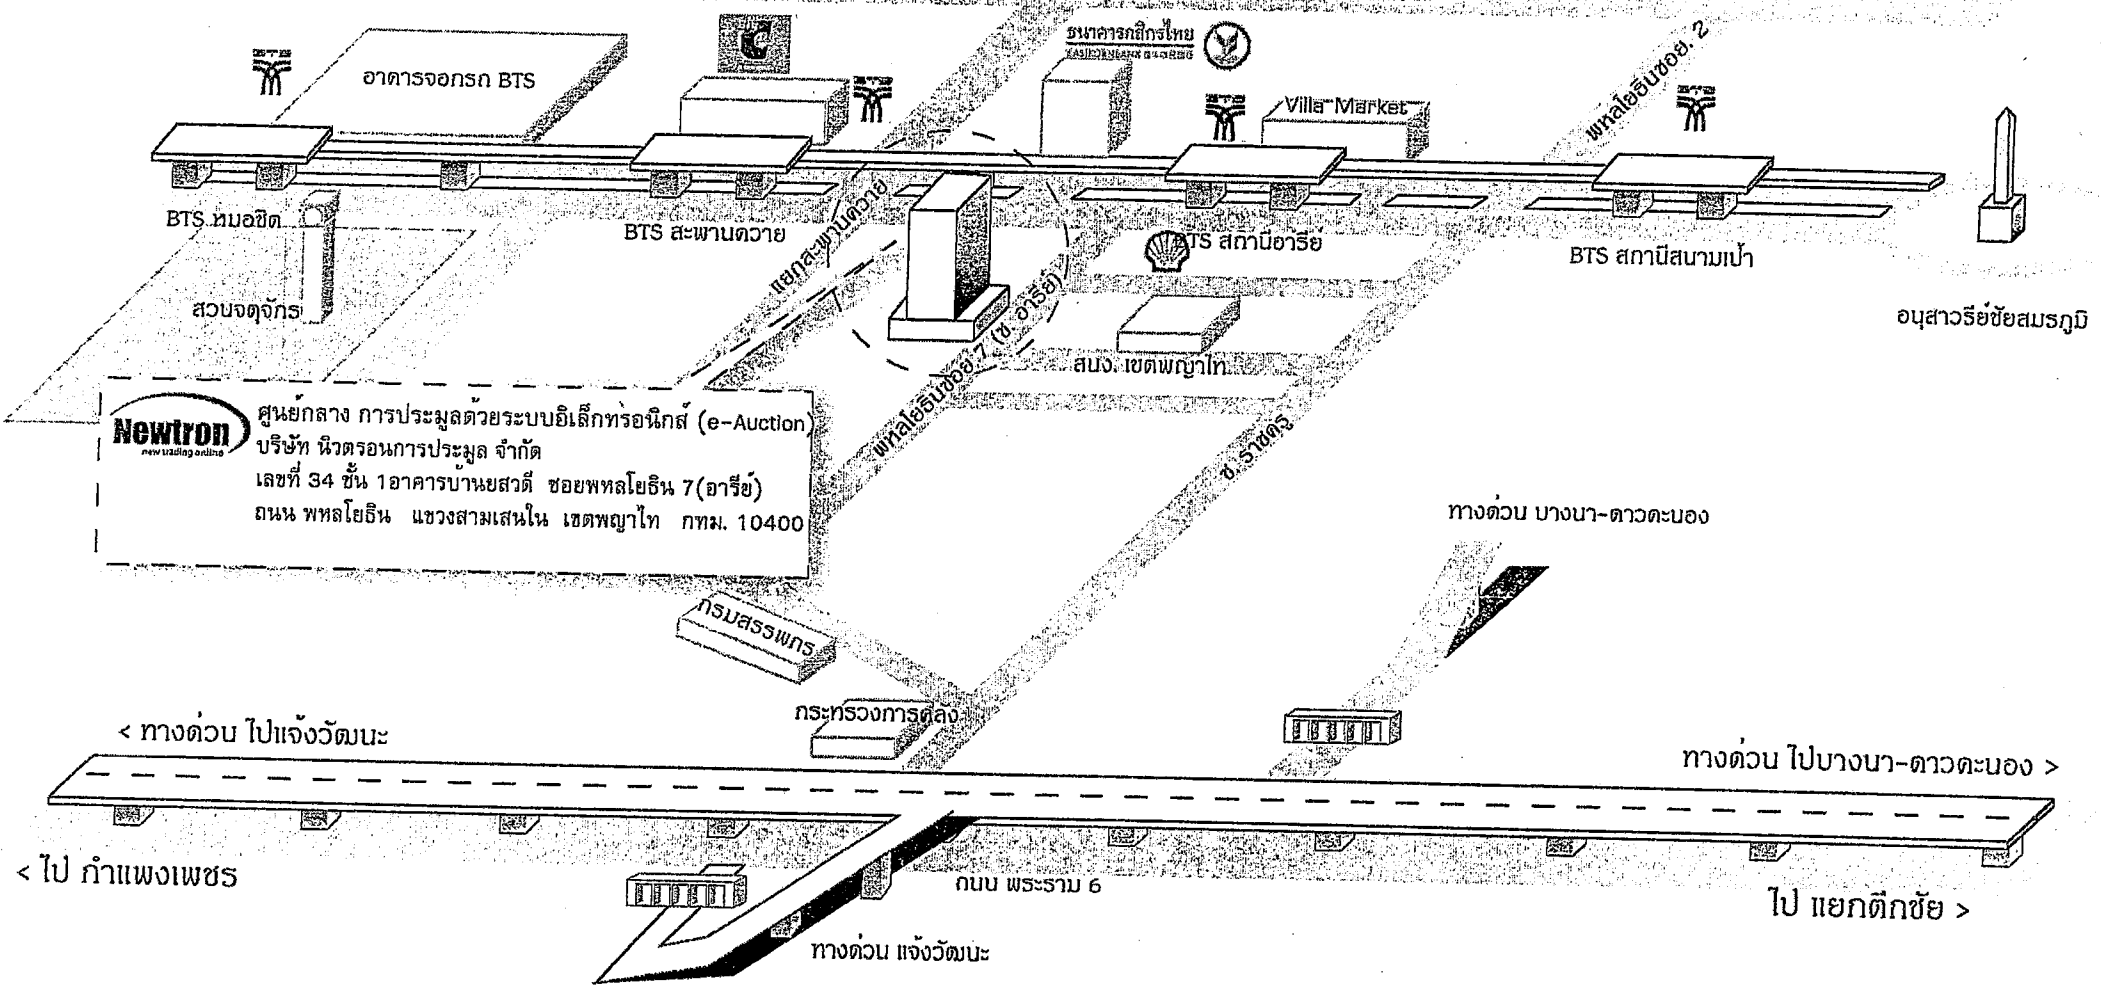 ธนาคารกสิกรไทย
KASIKORNBANK
พหลโยธินซอย. 2
อาคารจอดรถ BTS
Villa Market
BTS หมอชิต
BTS สะพานควาย
แยกสะพานควาย
BTS สถานีอารีย์
BTS สถานีสนามเป้า
สวนจตุจักร
อนุสาวรีย์ชัยสมรภูมิ
สนง. เขตพญาไท
พหลโยธินซอย 7 (ซ. อารีย์)
ซ. ราชครู
Newtron
new trading online
ศูนย์กลาง การประมูลด้วยระบบอิเล็กทรอนิกส์ (e-Auction)
บริษัท นิวตรอนการประมูล จำกัด
เลขที่ 34 ชั้น 1อาคารบ้านยสวดี ซอยพหลโยธิน 7(อารีย์)
ถนน พหลโยธิน แขวงสามเสนใน เขตพญาไท กทม. 10400
ทางด่วน บางนา-ดาวคะนอง
กรมสรรพกร
กระทรวงการคลัง
< ทางด่วน ไปแจ้งวัฒนะ
ทางด่วน ไปบางนา-ดาวคะนอง >
< ไป กำแพงเพชร
ถนน พระราม 6
ไป แยกตึกชัย >
ทางด่วน แจ้งวัฒนะ